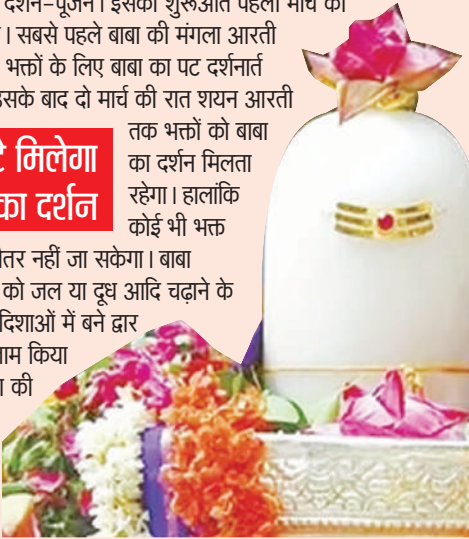 दर्शन-पूजन। इसकी शुरूआत पहली मार्च को
। सबसे पहले बाबा की मंगला आरती
भक्तों के लिए बाबा का पट दर्शनार्त
सके बाद दो मार्च की रात शयन आरती
तक भक्तों को बाबा
का दर्शन मिलता
रहेगा। हालांकि
कोई भी भक्त
मिलेगा
का दर्शन
तर नहीं जा सकेगा। बाबा
को जल या दूध आदि चढ़ाने के
दिशाओं में बने द्वार
किया
की